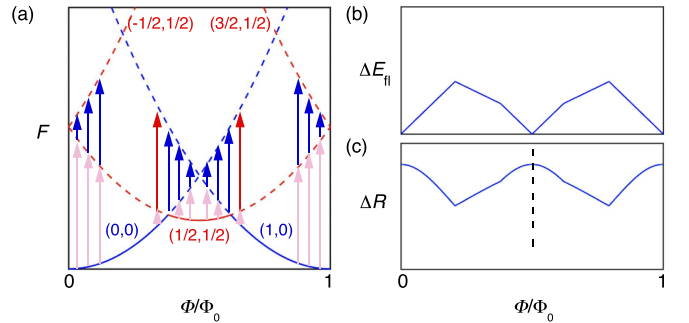 (a)
(-1/2,1/2) (3/2,1/2)
F
(0,0) (1/2,1/2) (1,0)
0 1
Φ/Φ0
(b)
ΔEfl
(c)
ΔR
0 1
Φ/Φ0